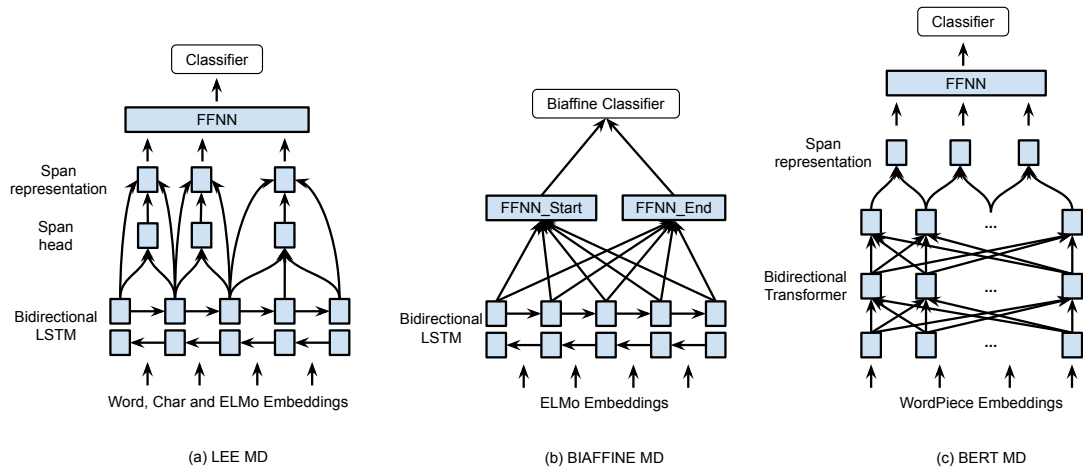 Classifier
FFNN
Span
representation
Span
head
Bidirectional
LSTM
Word, Char and ELMo Embeddings
(a) LEE MD
Biaffine Classifier
FFNN_Start
FFNN_End
Bidirectional
LSTM
ELMo Embeddings
(b) BIAFFINE MD
Classifier
FFNN
Span
representation
...
Bidirectional
Transformer
...
...
WordPiece Embeddings
(c) BERT MD